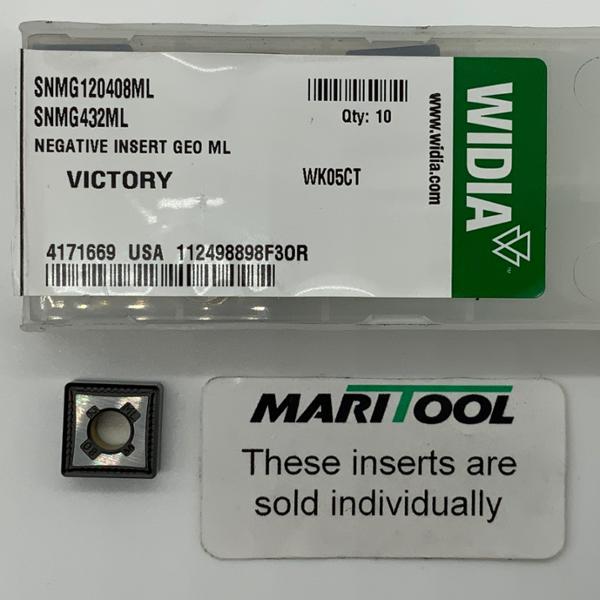 SNMG120408ML
SNMG432ML
Qty: 10
NEGATIVE INSERT GEO ML
VICTORY WK05CT
4171669 USA 112498898F30R
www.widia.com
WIDIA
MARITOOL
These inserts are
sold individually